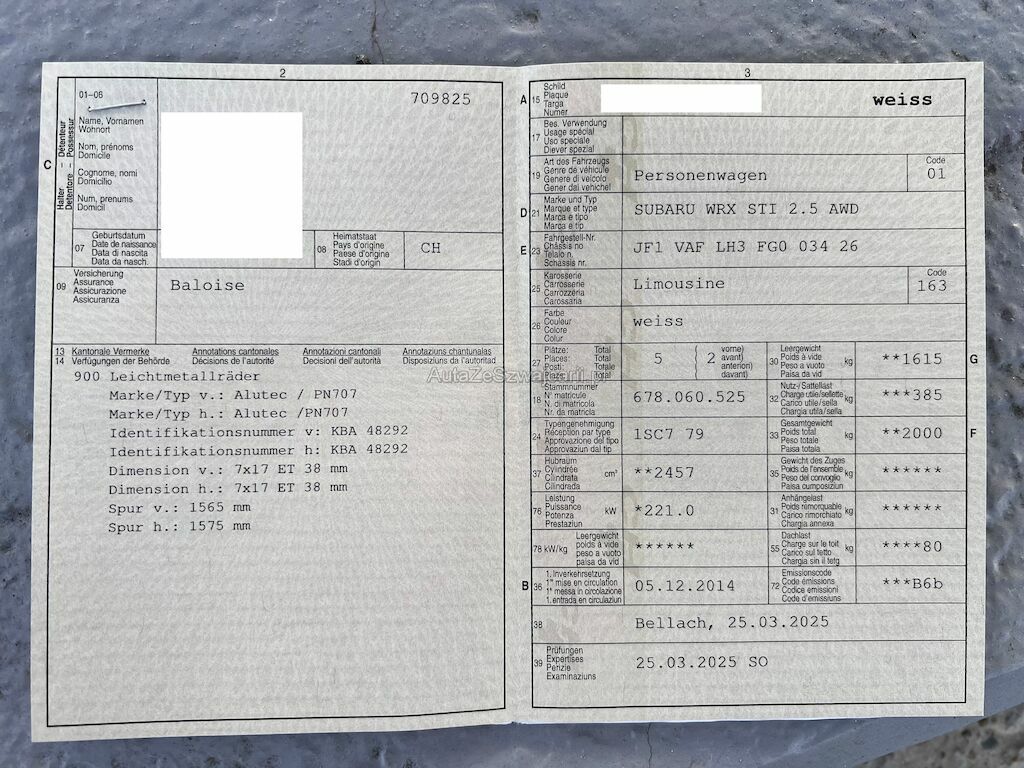 2
01-06
709825
C
Halter Détenteur
Detentore Possessur
Name, Vornamen
Wohnort
Nom, prénoms
Domicile
Cognome, nomi
Domicilio
Num, prenums
Domicil
07
Geburtsdatum
Date de naissance
Data di nascita
Data da nasch.
08
Heimatstaat
Pays d'origine
Paese d'origine
Stadi d'origin
CH
09
Versicherung
Assurance
Assicurazione
Assicuranza
Baloise
13 Kantonale Vermerke Annotations cantonales Annotazioni cantonali Annotaziuns chantunalas
14 Verfügungen der Behörde Décisions de l'autorité Decisioni dell'autorità Disposiziuns da l'autoritad
900 Leichtmetallräder
Marke/Typ v.: Alutec / PN707
Marke/Typ h.: Alutec /PN707
Identifikationsnummer v: KBA 48292
Identifikationsnummer h: KBA 48292
Dimension v.: 7x17 ET 38 mm
Dimension h.: 7x17 ET 38 mm
Spur v.: 1565 mm
Spur h.: 1575 mm
3
A
15
Schild
Plaque
Targa
Numer
weiss
17
Bes. Verwendung
Usage spécial
Uso speciale
Diever spezial
19
Art des Fahrzeugs
Genre de véhicule
Genere di veicolo
Gener dal vehichel
Personenwagen
Code
01
D
21
Marke und Typ
Marque et type
Marca e tipo
Marca e tip
SUBARU WRX STI 2.5 AWD
E
23
Fahrgestell-Nr.
Châssis no
Telaio n.
Schassis nr.
JF1 VAF LH3 FG0 034 26
25
Karosserie
Carrosserie
Carrozzeria
Carossaria
Limousine
Code
163
26
Farbe
Couleur
Colore
Colur
weiss
27
Plätze: Total
Places: Total
Posti: Totale
Total
5
( 2
vorne)
avant)
anteriori)
davant)
30
Leergewicht
Poids à vide
Peso a vuoto
Paisa da vid
kg
**1615
G
18
Stammnummer
N° matricule
N. di matricola
Nr. da matricla
678.060.525
32
Nutz-/Sattellast
Charge utile/sellette
Carico utile/sella
Chargia utila/sella
kg
***385
24
Typengenehmigung
Réception par type
Approvazione del tipo
Approvaziun dal tip
1SC7 79
33
Gesamtgewicht
Poids total
Peso totale
Paisa totala
kg
**2000
F
37
Hubraum
Cylindrée
Cilindrata
Cilindrada
cm³
**2457
35
Gewicht des Zuges
Poids de l'ensemble
Peso del convoglio
Paisa cumposiziun
kg
******
76
Leistung
Puissance
Potenza
Prestaziun
kW
*221.0
31
Anhängelast
Poids remorquable
Carico rimorchiato
Chargia annexa
kg
******
78 kW/kg
Leergewicht
poids à vide
peso a vuoto
paisa da vid
******
55
Dachlast
Charge sur le toit
Carico sul tetto
Chargia sin il tetg
kg
****80
B
36
1. Inverkehrsetzung
1re mise en circulation
1a messa in circolazione
1. entrada en circulaziun
05.12.2014
72
Emissionscode
Code émissions
Codice emissioni
Code d'emissiuns
***B6b
38
Bellach, 25.03.2025
39
Prüfungen
Expertises
Perizie
Examinaziuns
25.03.2025 SO